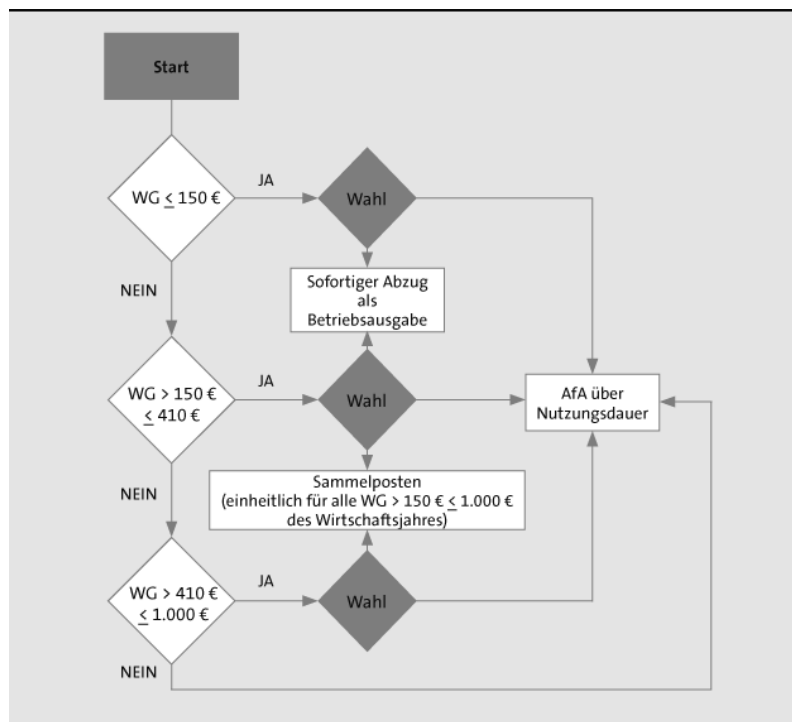 Start
WG ≤ 150 €
JA
Wahl
NEIN
Sofortiger Abzug
als
Betriebsausgabe
WG > 150 €
≤ 410 €
JA
Wahl
AfA über
Nutzungsdauer
NEIN
Sammelposten
(einheitlich für alle WG > 150 € ≤ 1.000 €
des Wirtschaftsjahres)
WG > 410 €
≤ 1.000 €
JA
Wahl
NEIN